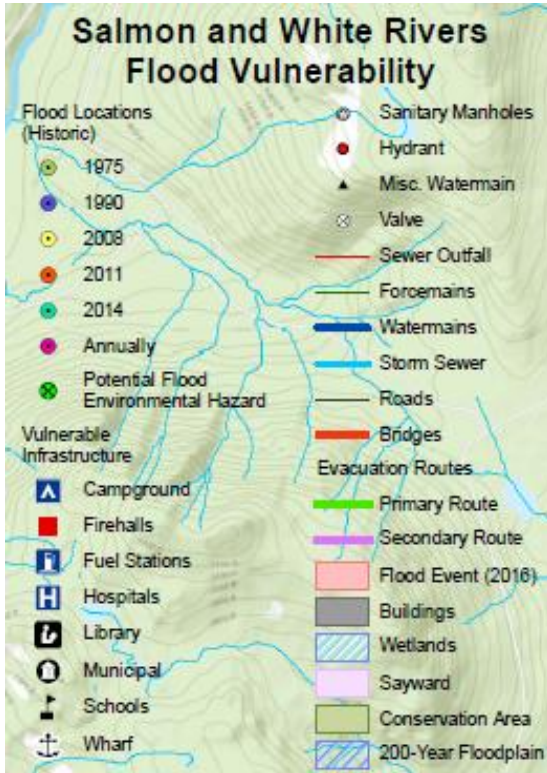 Salmon and White Rivers
Flood Vulnerability
Flood Locations
(Historic)
1975
1990
2008
2011
2014
Annually
Potential Flood
Environmental Hazard
Vulnerable
Infrastructure
Campground
Firehalls
Fuel Stations
H
Hospitals
Library
Municipal
Schools
Wharf
Sanitary Manholes
Hydrant
Misc. Watermain
Valve
Sewer Outfall
Forcemains
Watermains
Storm Sewer
Roads
Bridges
Evacuation Routes
Primary Route
Secondary Route
Flood Event (2016)
Buildings
Wetlands
Sayward
Conservation Area
200-Year Floodplain